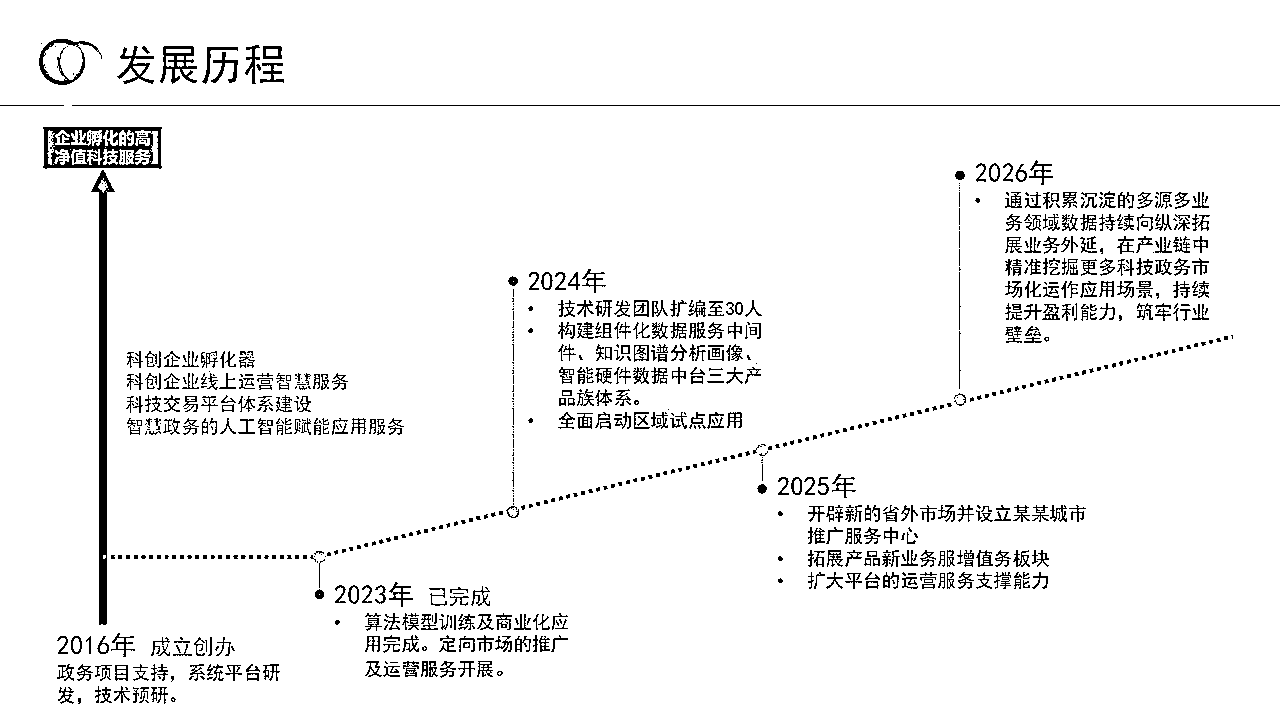 发展历程
企业孵化的高
净值科技服务
科创企业孵化器
科创企业线上运营智慧服务
科技交易平台体系建设
智慧政务的人工智能赋能应用服务
2016年 成立创办
政务项目支持，系统平台研
发，技术预研。
2023年 已完成
• 算法模型训练及商业化应
用完成。定向市场的推广
及运营服务开展。
2024年
• 技术研发团队扩编至30人
• 构建组件化数据服务中间
件、知识图谱分析画像、
智能硬件数据中台三大产
品族体系。
• 全面启动区域试点应用
2025年
• 开辟新的省外市场并设立某某城市
推广服务中心
• 拓展产品新业务服增值务板块
• 扩大平台的运营服务支撑能力
2026年
• 通过积累沉淀的多源多业
务领域数据持续向纵深拓
展业务外延，在产业链中
精准挖掘更多科技政务市
场化运作应用场景，持续
提升盈利能力，筑牢行业
壁垒。